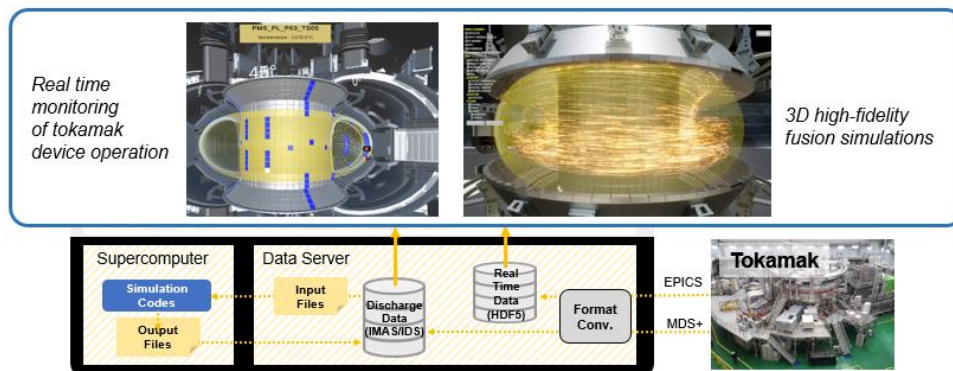 PMS_PL_P03_TS05
45°
Real time
monitoring
of tokamak
device operation
3D high-fidelity
fusion simulations
Supercomputer
Data Server
Tokamak
Simulation
Codes
Input
Files
Output
Files
Discharge
Data
(IMAS/IDS)
Real
Time
Data
(HDF5)
Format
Conv.
EPICS
MDS+